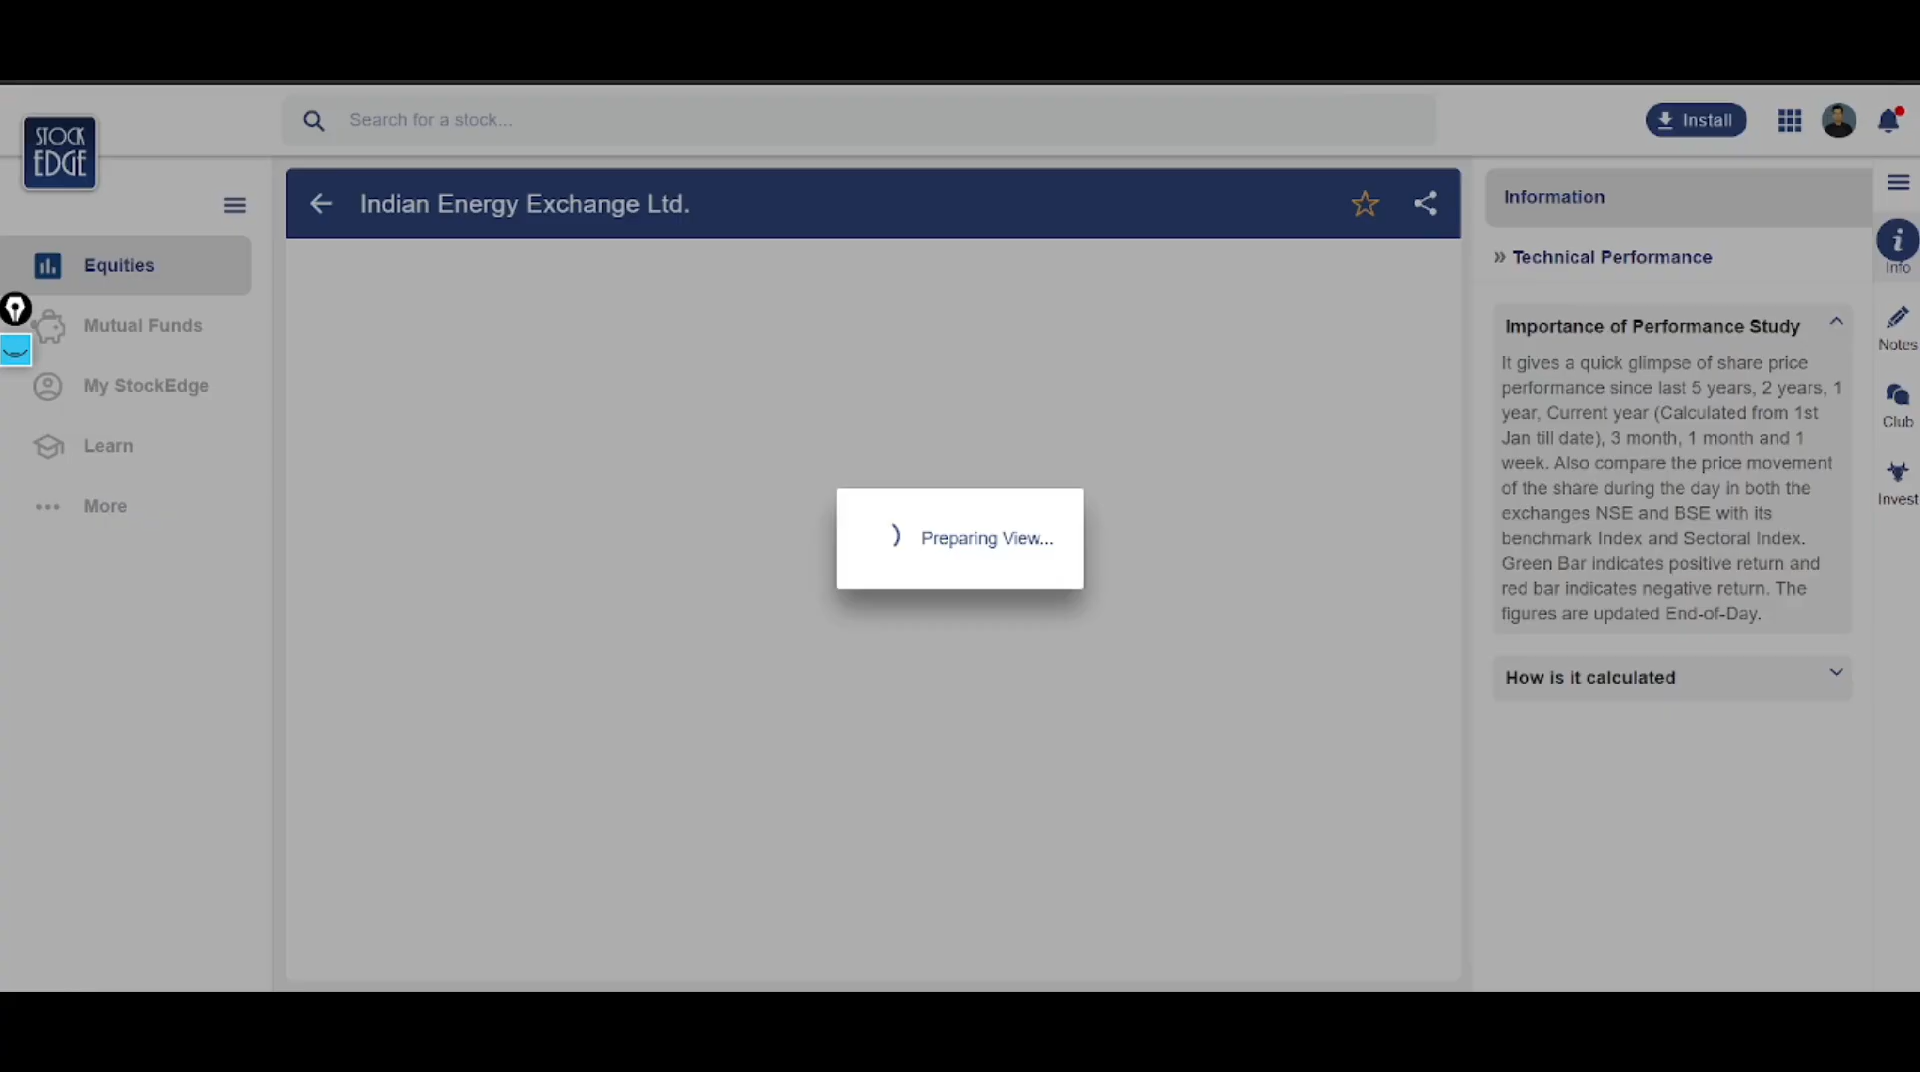 STOCK
EDGE
Search for a stock...
Install
Indian Energy Exchange Ltd.
Equities
Mutual Funds
My StockEdge
Learn
More
Preparing View...
Information
Technical Performance
Importance of Performance Study
It gives a quick glimpse of share price
performance since last 5 years, 2 years, 1
year, Current year (Calculated from 1st
Jan till date), 3 month, 1 month and 1
week. Also compare the price movement
of the share during the day in both the
exchanges NSE and BSE with its
benchmark Index and Sectoral Index.
Green Bar indicates positive return and
red bar indicates negative return. The
figures are updated End-of-Day.
How is it calculated
Info
Notes
Club
Invest